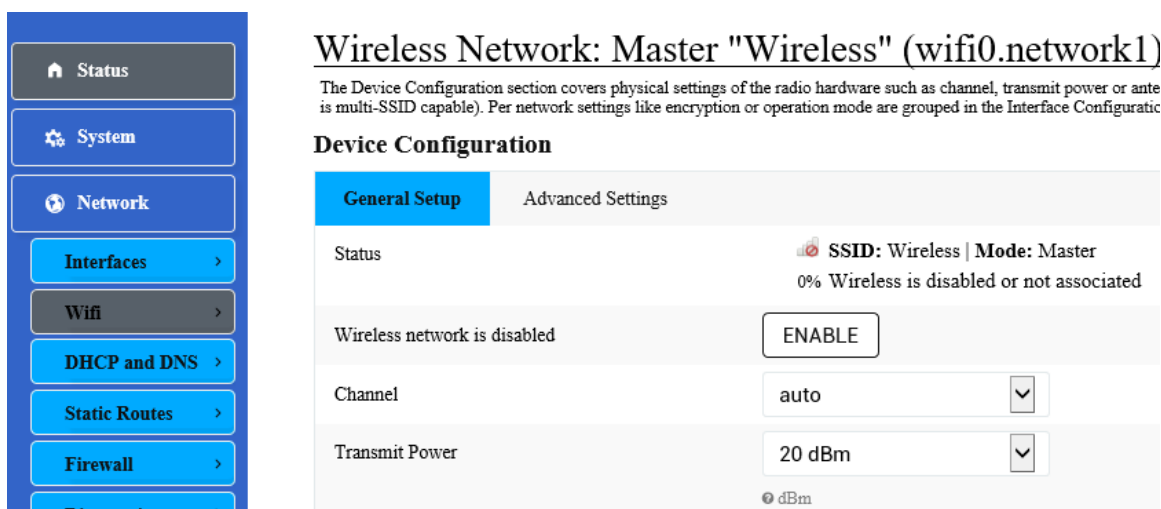 Status
System
Network
Interfaces
Wifi
DHCP and DNS
Static Routes
Firewall
Wireless Network: Master "Wireless" (wifi0.network1)
The Device Configuration section covers physical settings of the radio hardware such as channel, transmit power or ante
is multi-SSID capable). Per network settings like encryption or operation mode are grouped in the Interface Configuratio
Device Configuration
General Setup Advanced Settings
Status SSID: Wireless | Mode: Master
0% Wireless is disabled or not associated
Wireless network is disabled ENABLE
Channel auto
Transmit Power 20 dBm
dBm